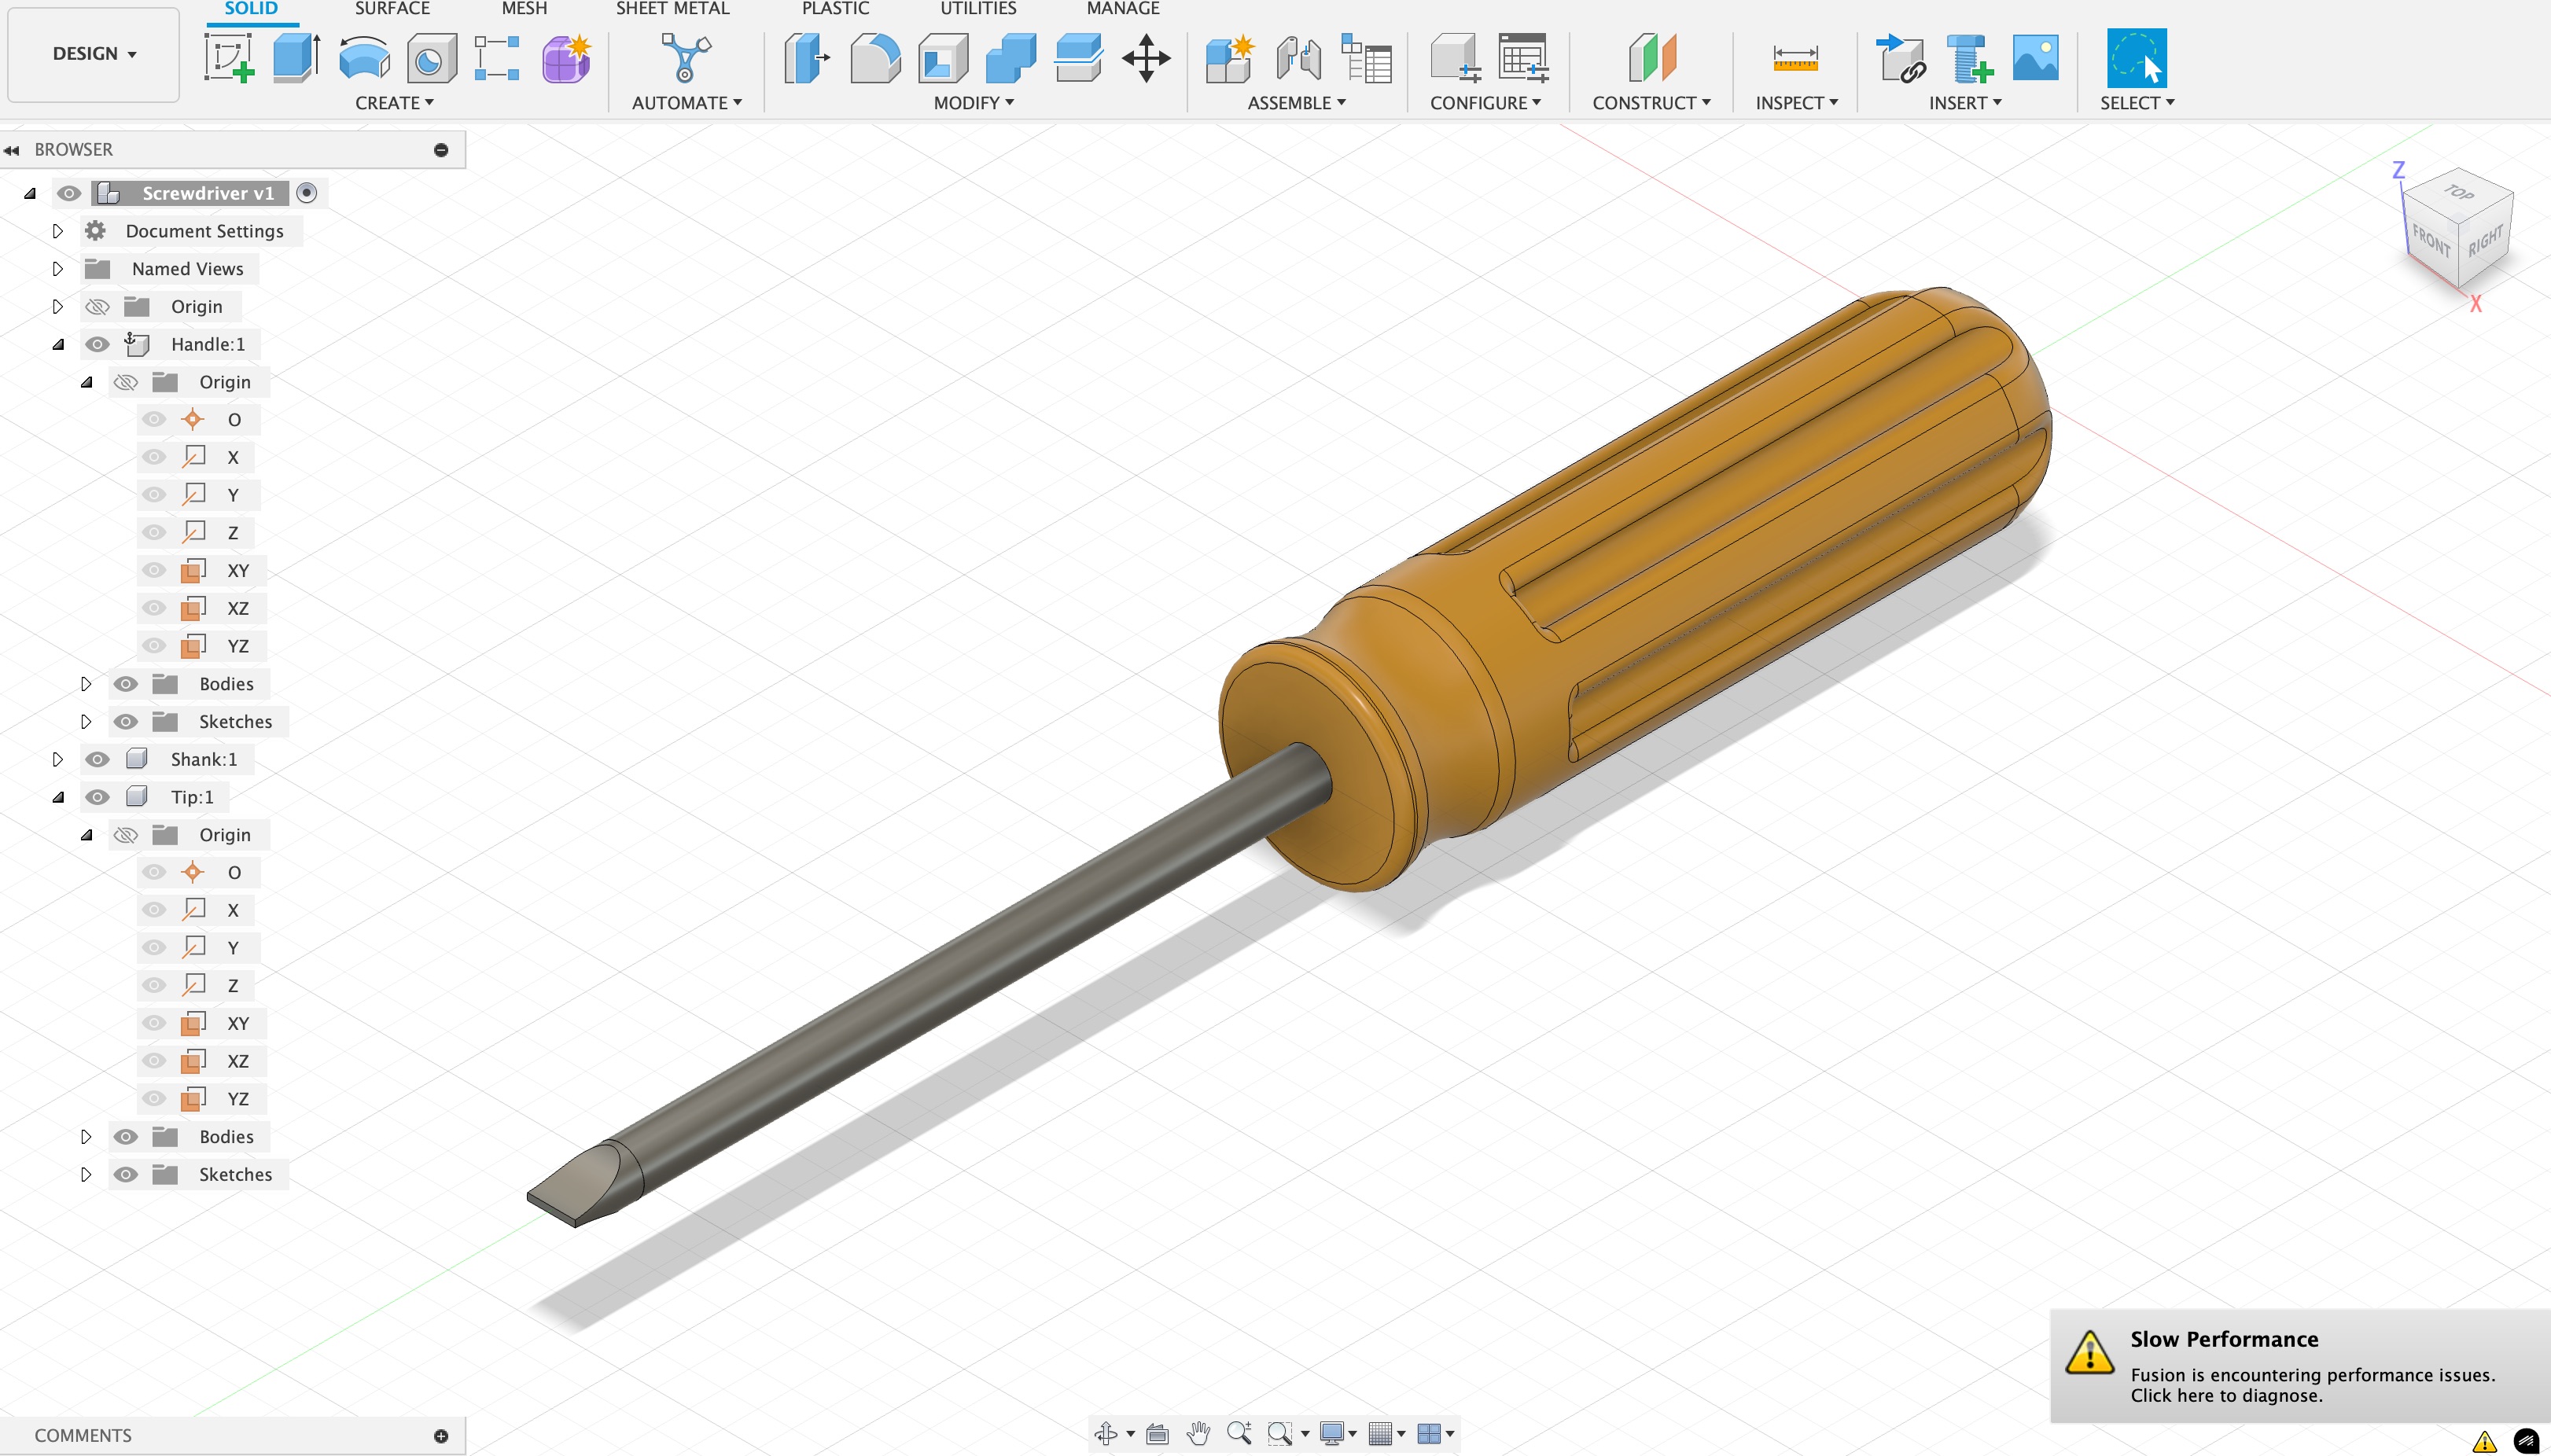 SOLID SURFACE MESH SHEET METAL PLASTIC UTILITIES MANAGE
DESIGN
CREATE AUTOMATE MODIFY ASSEMBLE CONFIGURE CONSTRUCT INSPECT INSERT SELECT
BROWSER
Screwdriver v1
Document Settings
Named Views
Origin
Handle:1
Origin
O
X
Y
Z
XY
XZ
YZ
Bodies
Sketches
Shank:1
Tip:1
Origin
O
X
Y
Z
XY
XZ
YZ
Bodies
Sketches
Z
TOP
FRONT RIGHT
X
Slow Performance
Fusion is encountering performance issues.
Click here to diagnose.
COMMENTS